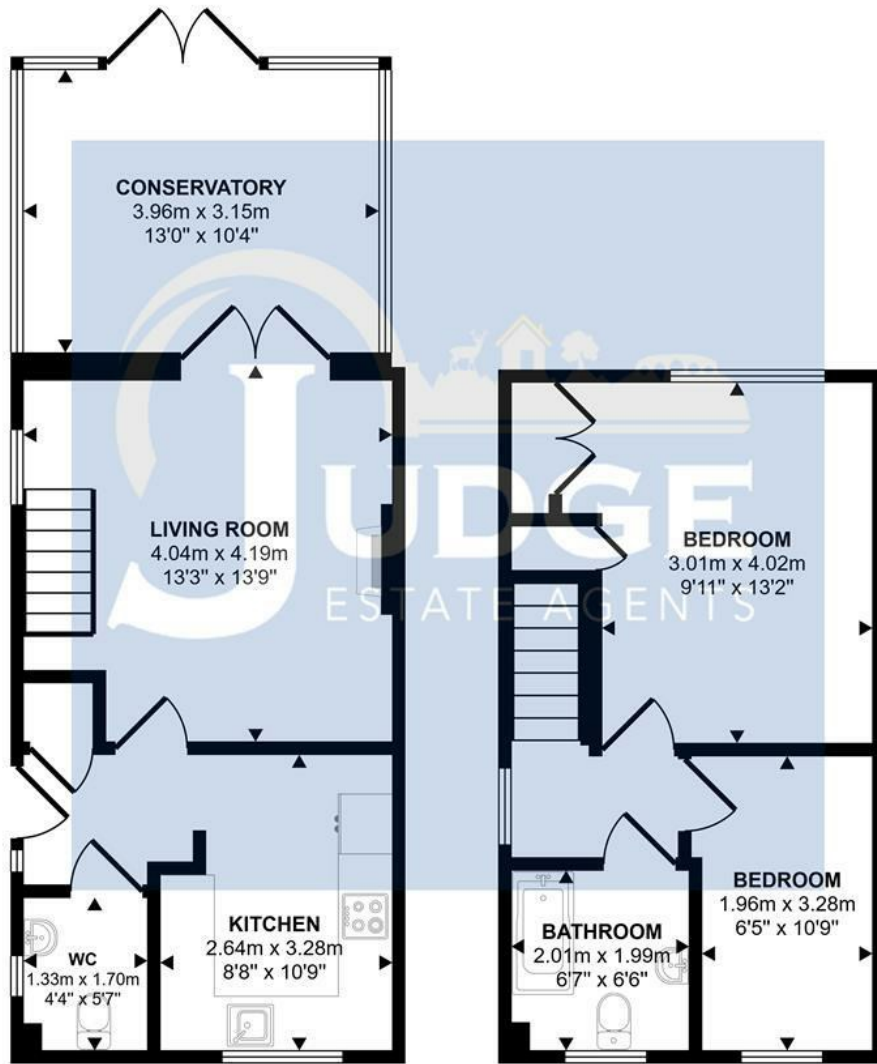 CONSERVATORY
3.96m x 3.15m
13'0" x 10'4"
JUDGE
ESTATE AGENTS
LIVING ROOM
4.04m x 4.19m
13'3" x 13'9"
BEDROOM
3.01m x 4.02m
9'11" x 13'2"
KITCHEN
2.64m x 3.28m
8'8" x 10'9"
WC
1.33m x 1.70m
4'4" x 5'7"
BATHROOM
2.01m x 1.99m
6'7" x 6'6"
BEDROOM
1.96m x 3.28m
6'5" x 10'9"